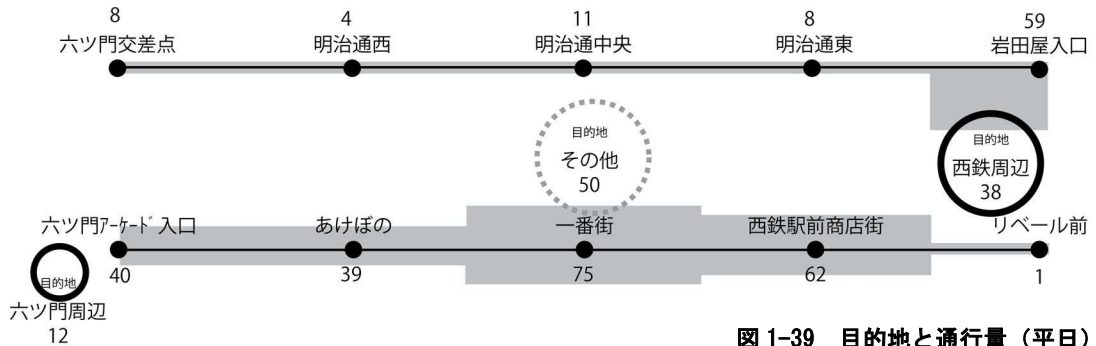 8 4 11 8 59
六ツ門交差点 明治通西 明治通中央 明治通東 岩田屋入口
目的地
その他
50
目的地
西鉄周辺
38
六ツ門アーケード入口 あけぼの 一番街 西鉄駅前商店街 リベール前
40 39 75 62 1
目的地
六ツ門周辺
12
図 1-39 目的地と通行量（平日）